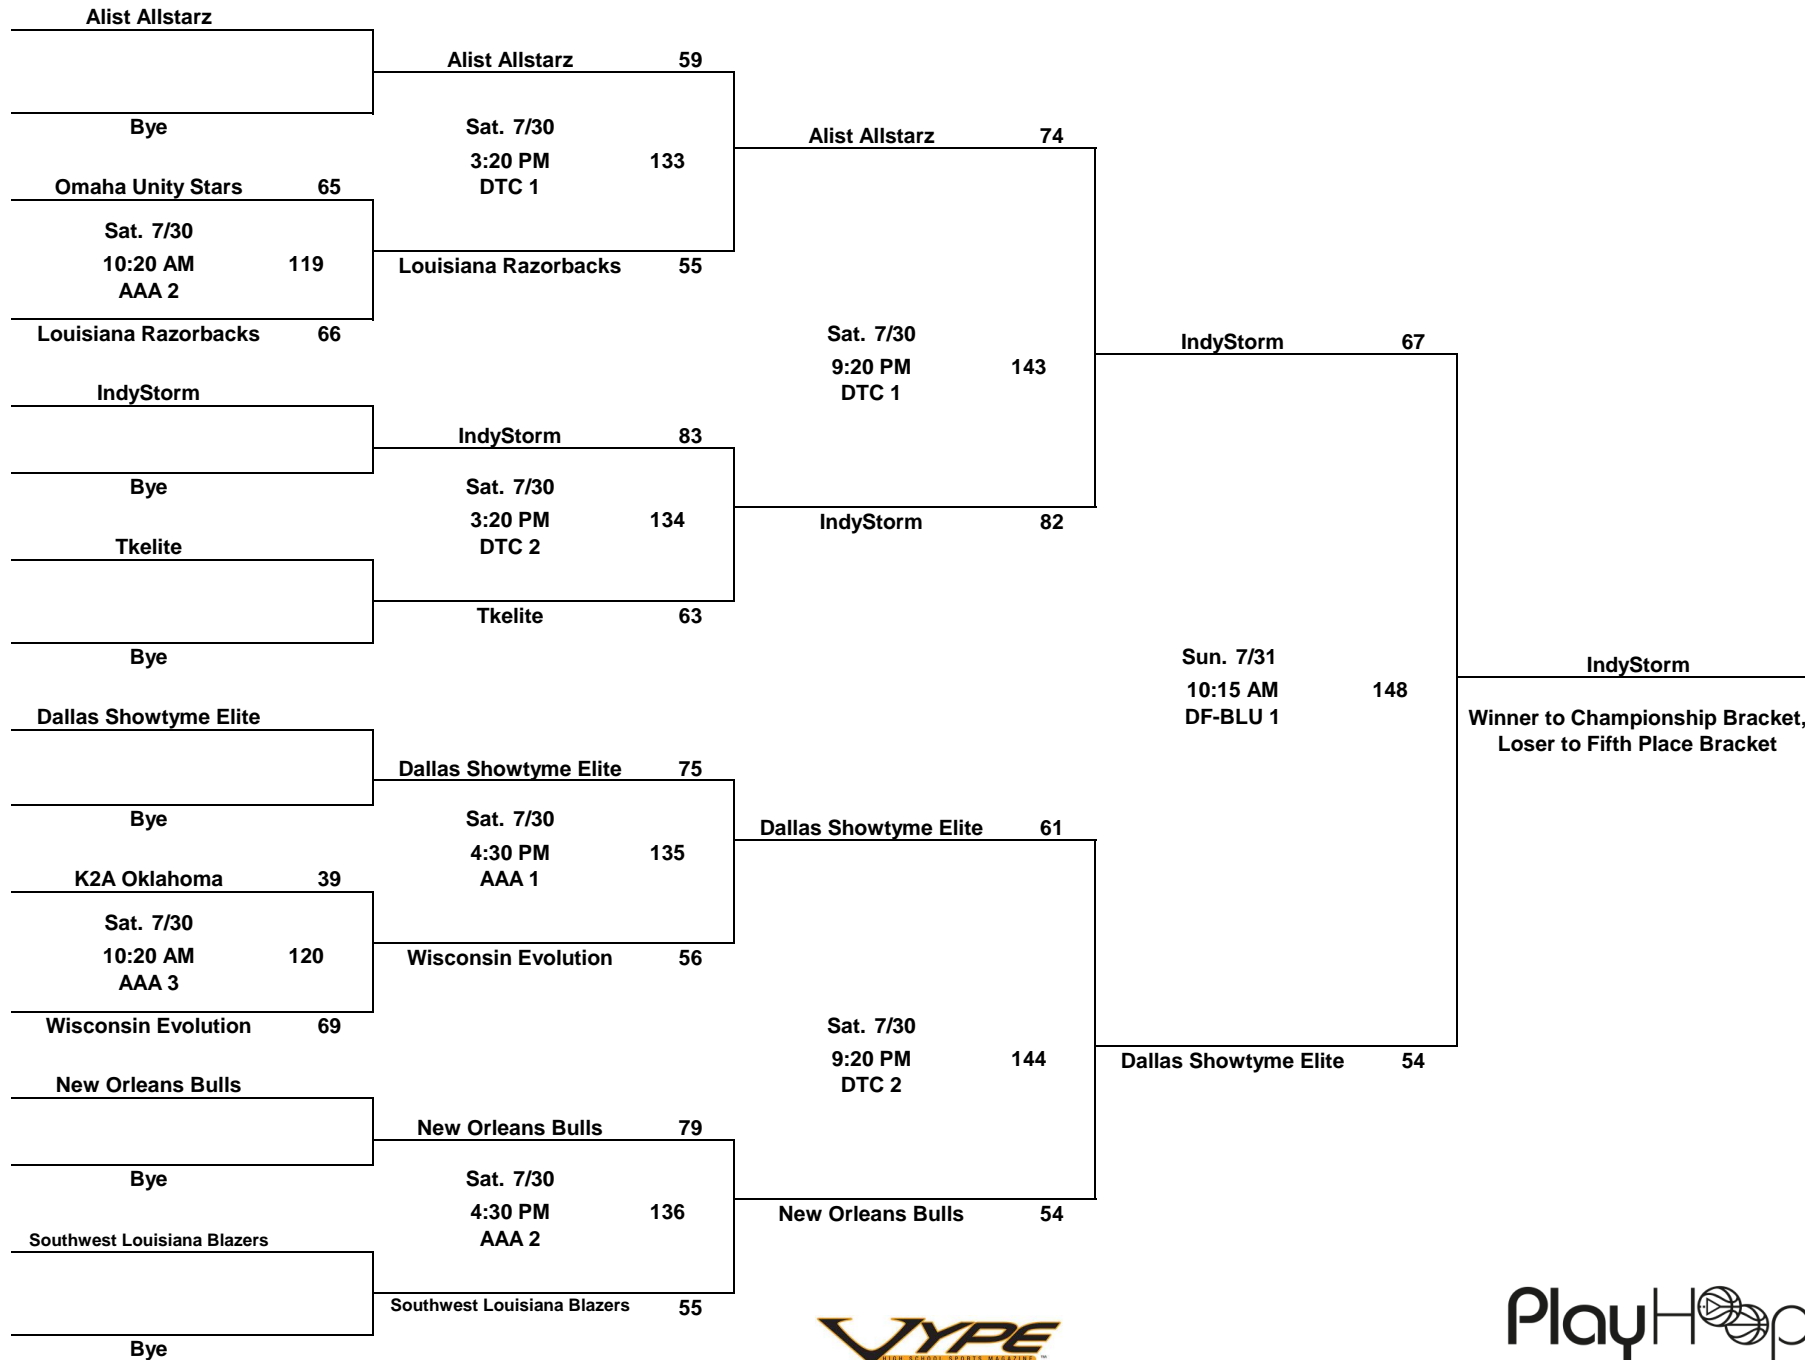 Alist Allstarz
Bye
Omaha Unity Stars 65
Sat. 7/30
10:20 AM 119
AAA 2
Louisiana Razorbacks 66
IndyStorm
Bye
Tkelite
Bye
Dallas Showtyme Elite
Bye
K2A Oklahoma 39
Sat. 7/30
10:20 AM 120
AAA 3
Wisconsin Evolution 69
New Orleans Bulls
Bye
Southwest Louisiana Blazers
Bye
Alist Allstarz 59
Sat. 7/30
3:20 PM 133
DTC 1
Louisiana Razorbacks 55
IndyStorm 83
Sat. 7/30
3:20 PM 134
DTC 2
Tkelite 63
Dallas Showtyme Elite 75
Sat. 7/30
4:30 PM 135
AAA 1
Wisconsin Evolution 56
New Orleans Bulls 79
Sat. 7/30
4:30 PM 136
AAA 2
Southwest Louisiana Blazers 55
Alist Allstarz 74
Sat. 7/30
9:20 PM 143
DTC 1
IndyStorm 82
Dallas Showtyme Elite 61
Sat. 7/30
9:20 PM 144
DTC 2
New Orleans Bulls 54
IndyStorm 67
Sun. 7/31
10:15 AM 148
DF-BLU 1
Dallas Showtyme Elite 54
IndyStorm
Winner to Championship Bracket,
Loser to Fifth Place Bracket
VYPE
HIGH SCHOOL SPORTS MAGAZINE ™
PlayHoop